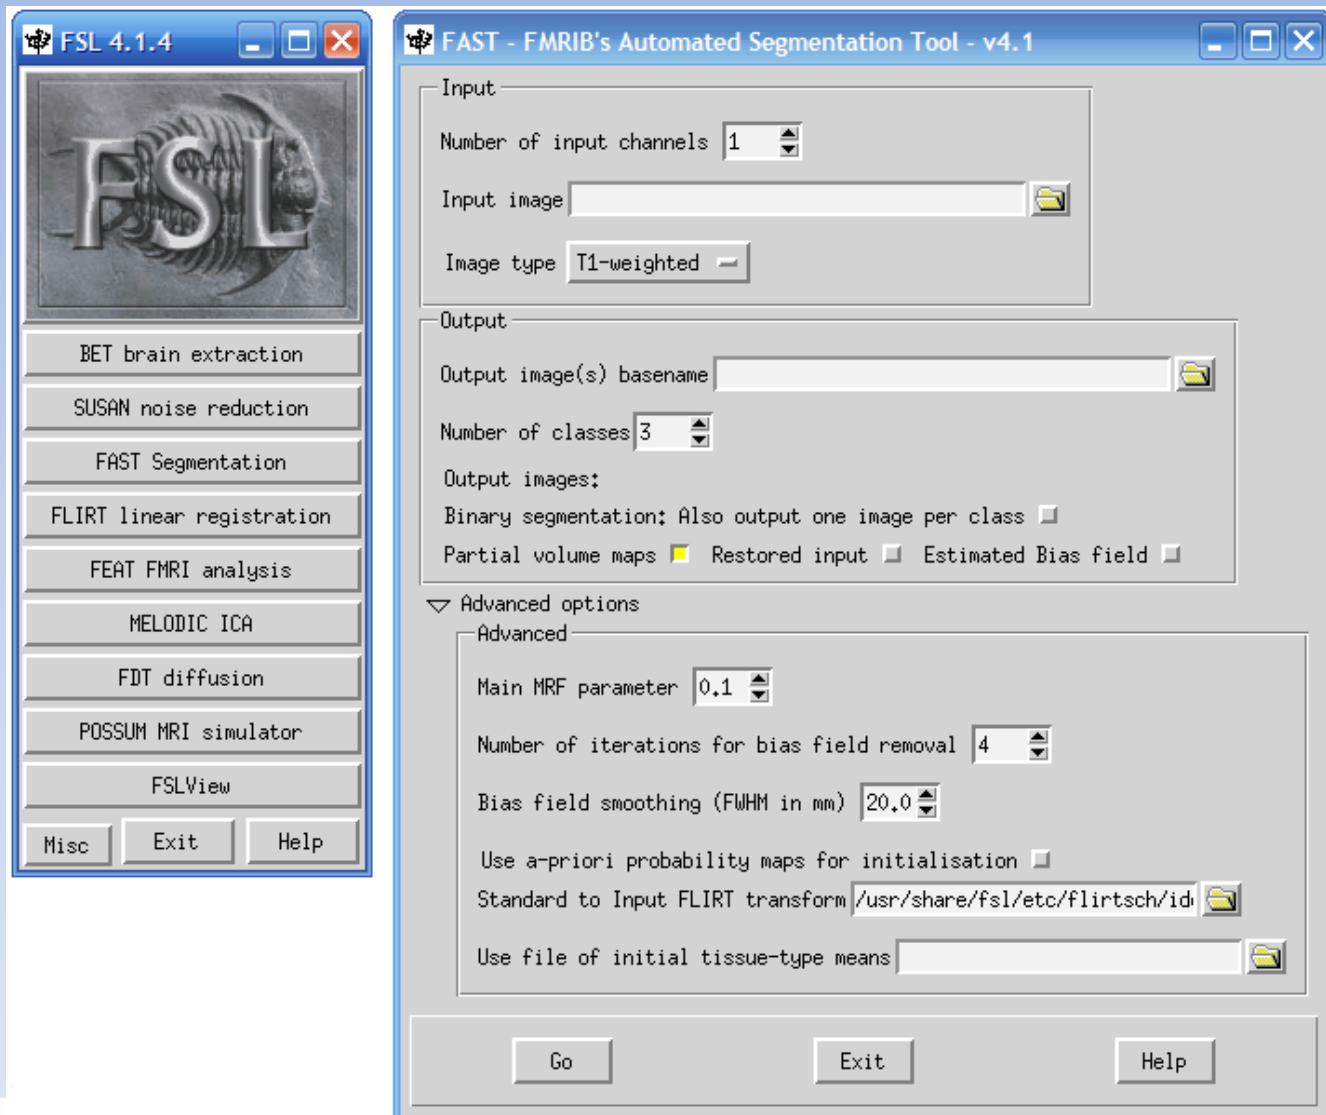 FSL 4.1.4
FSL
BET brain extraction
SUSAN noise reduction
FAST Segmentation
FLIRT linear registration
FEAT FMRI analysis
MELODIC ICA
FDT diffusion
POSSUM MRI simulator
FSLView
Misc Exit Help
FAST - FMRIB's Automated Segmentation Tool - v4.1
Input
Number of input channels 1
Input image
Image type T1-weighted
Output
Output image(s) basename
Number of classes 3
Output images:
Binary segmentation: Also output one image per class
Partial volume maps Restored input Estimated Bias field
Advanced options
Advanced
Main MRF parameter 0.1
Number of iterations for bias field removal 4
Bias field smoothing (FWHM in mm) 20.0
Use a-priori probability maps for initialisation
Standard to Input FLIRT transform /usr/share/fsl/etc/flirtsch/id
Use file of initial tissue-type means
Go Exit Help